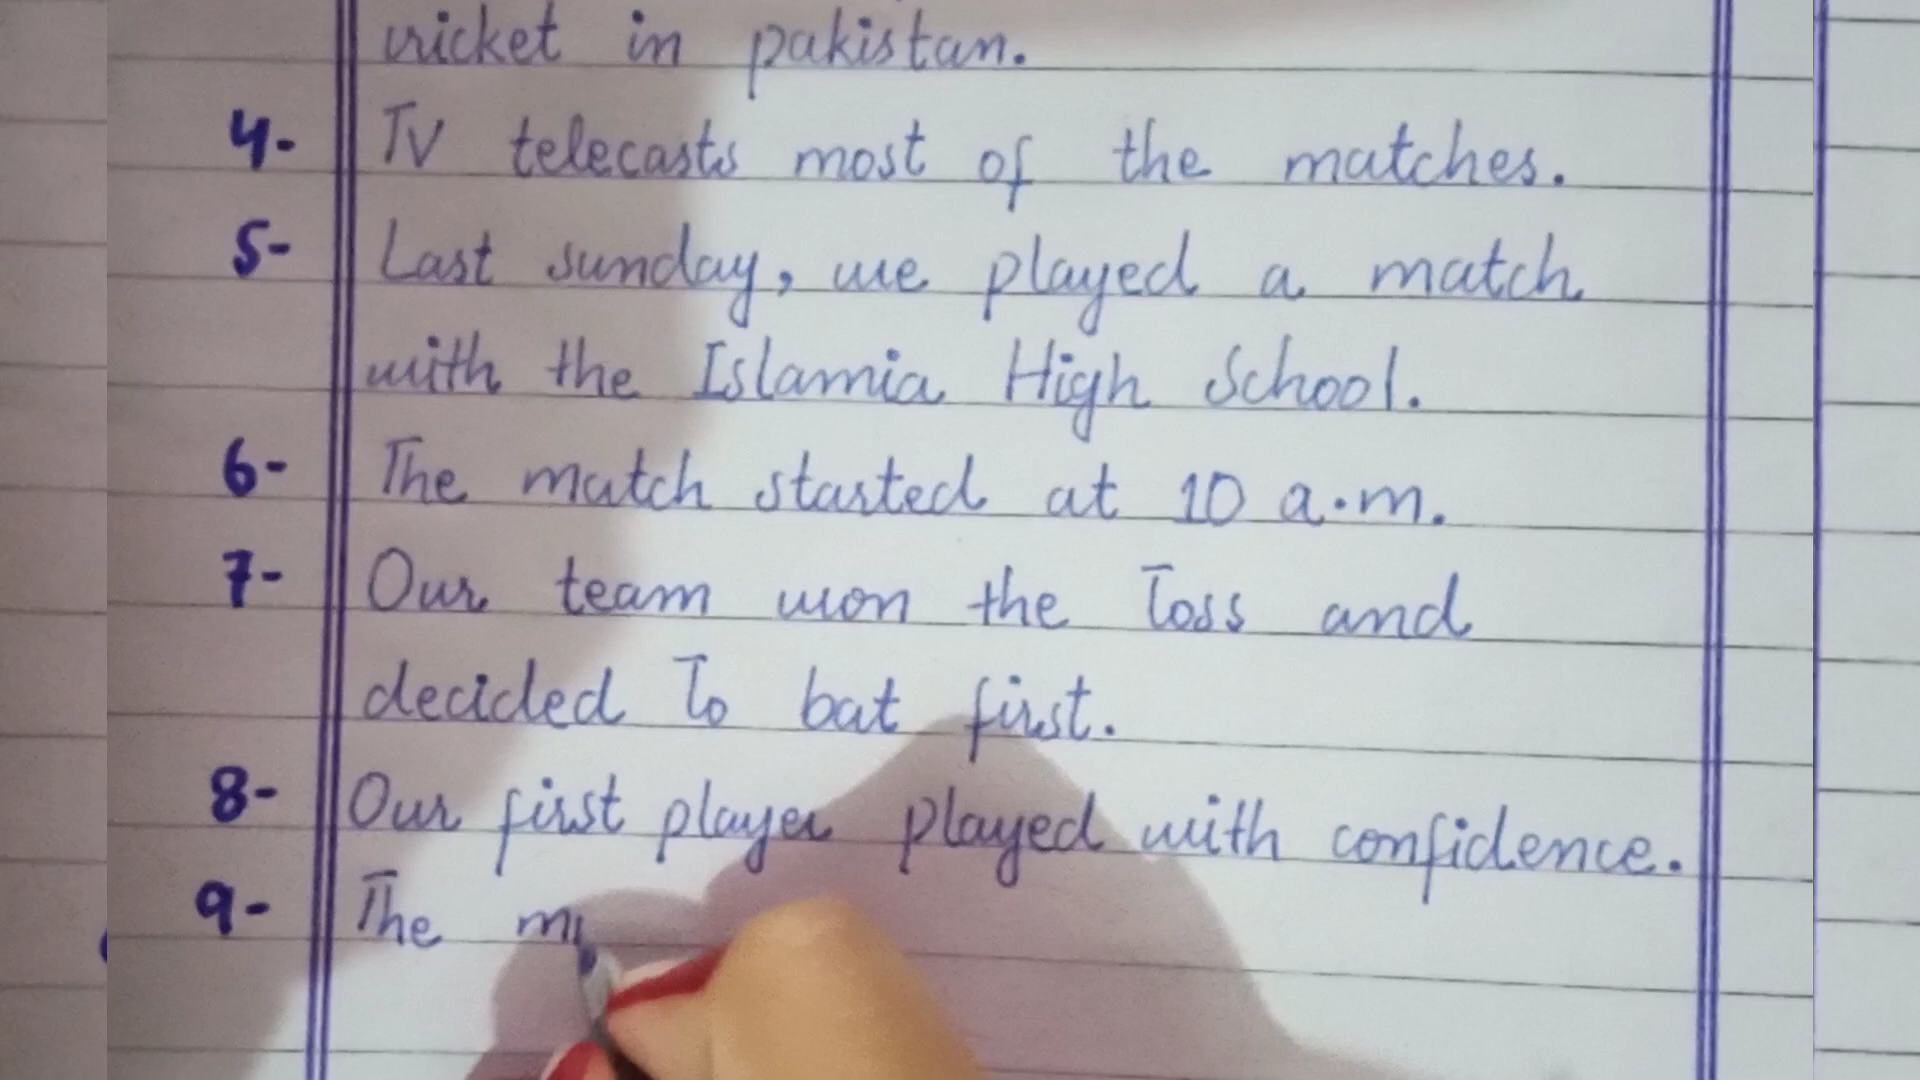 cricket in pakistan.
4- TV telecasts most of the matches.
5- Last sunday, we played a match
with the Islamia High School.
6- The match started at 10 a.m.
7- Our team won the Toss and
decided To bat first.
8- Our first player played with confidence.
9- The